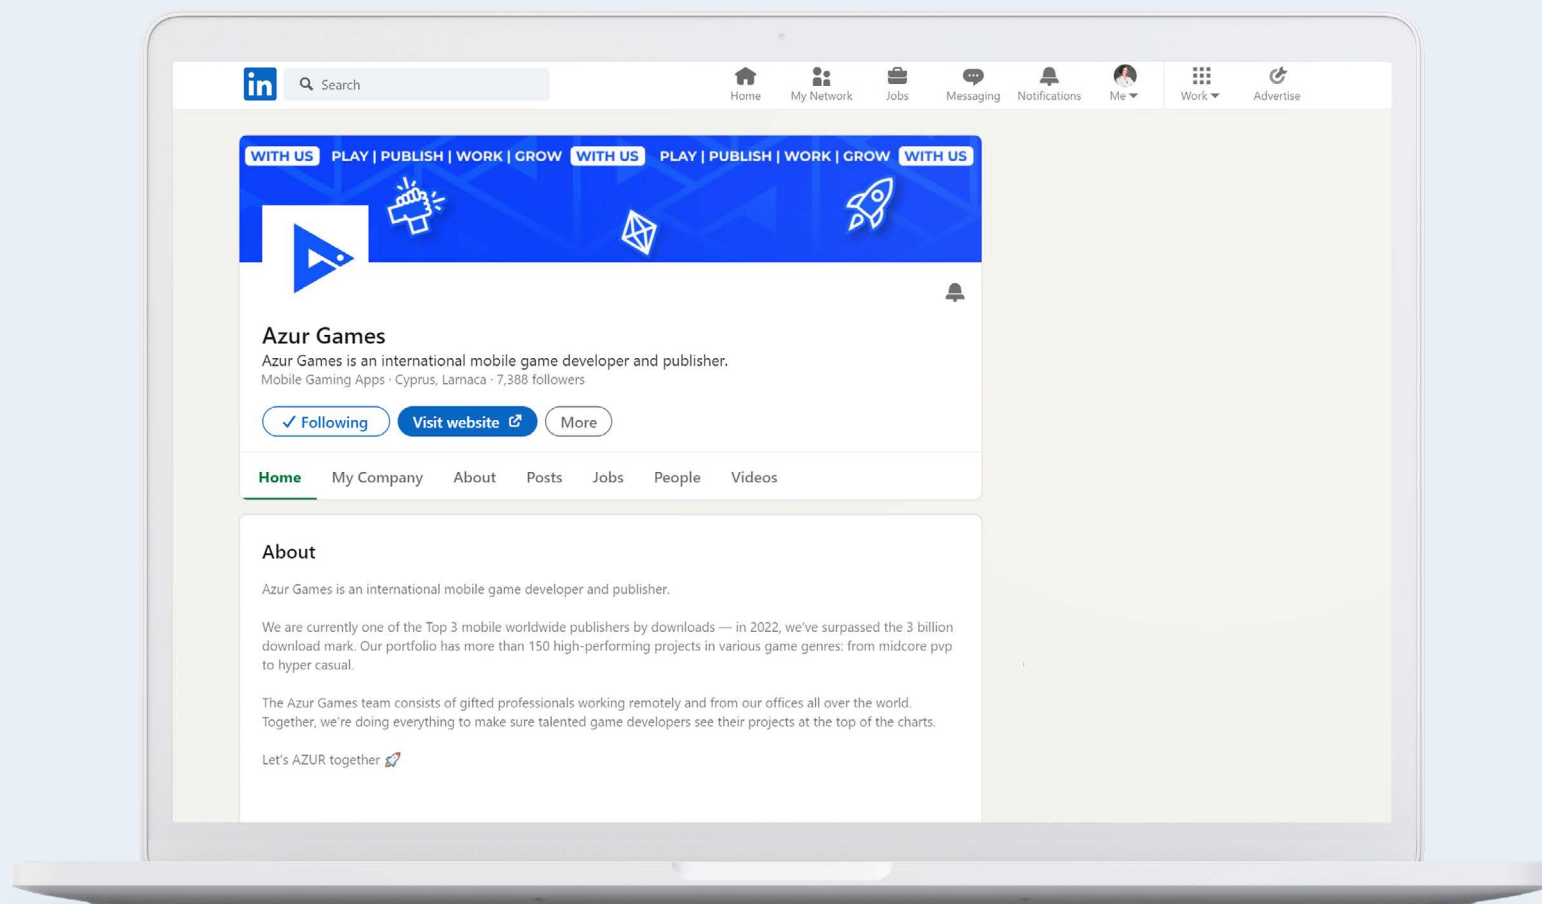 in
Search
Home
My Network
Jobs
Messaging
Notifications
Me
Work
Advertise
WITH US PLAY | PUBLISH | WORK | GROW WITH US PLAY | PUBLISH | WORK | GROW WITH US
Azur Games
Azur Games is an international mobile game developer and publisher.
Mobile Gaming Apps · Cyprus, Larnaca · 7,388 followers
Following
Visit website
More
Home
My Company
About
Posts
Jobs
People
Videos
About
Azur Games is an international mobile game developer and publisher.
We are currently one of the Top 3 mobile worldwide publishers by downloads — in 2022, we've surpassed the 3 billion
download mark. Our portfolio has more than 150 high-performing projects in various game genres: from midcore pvp
to hyper casual.
The Azur Games team consists of gifted professionals working remotely and from our offices all over the world.
Together, we're doing everything to make sure talented game developers see their projects at the top of the charts.
Let's AZUR together 🚀